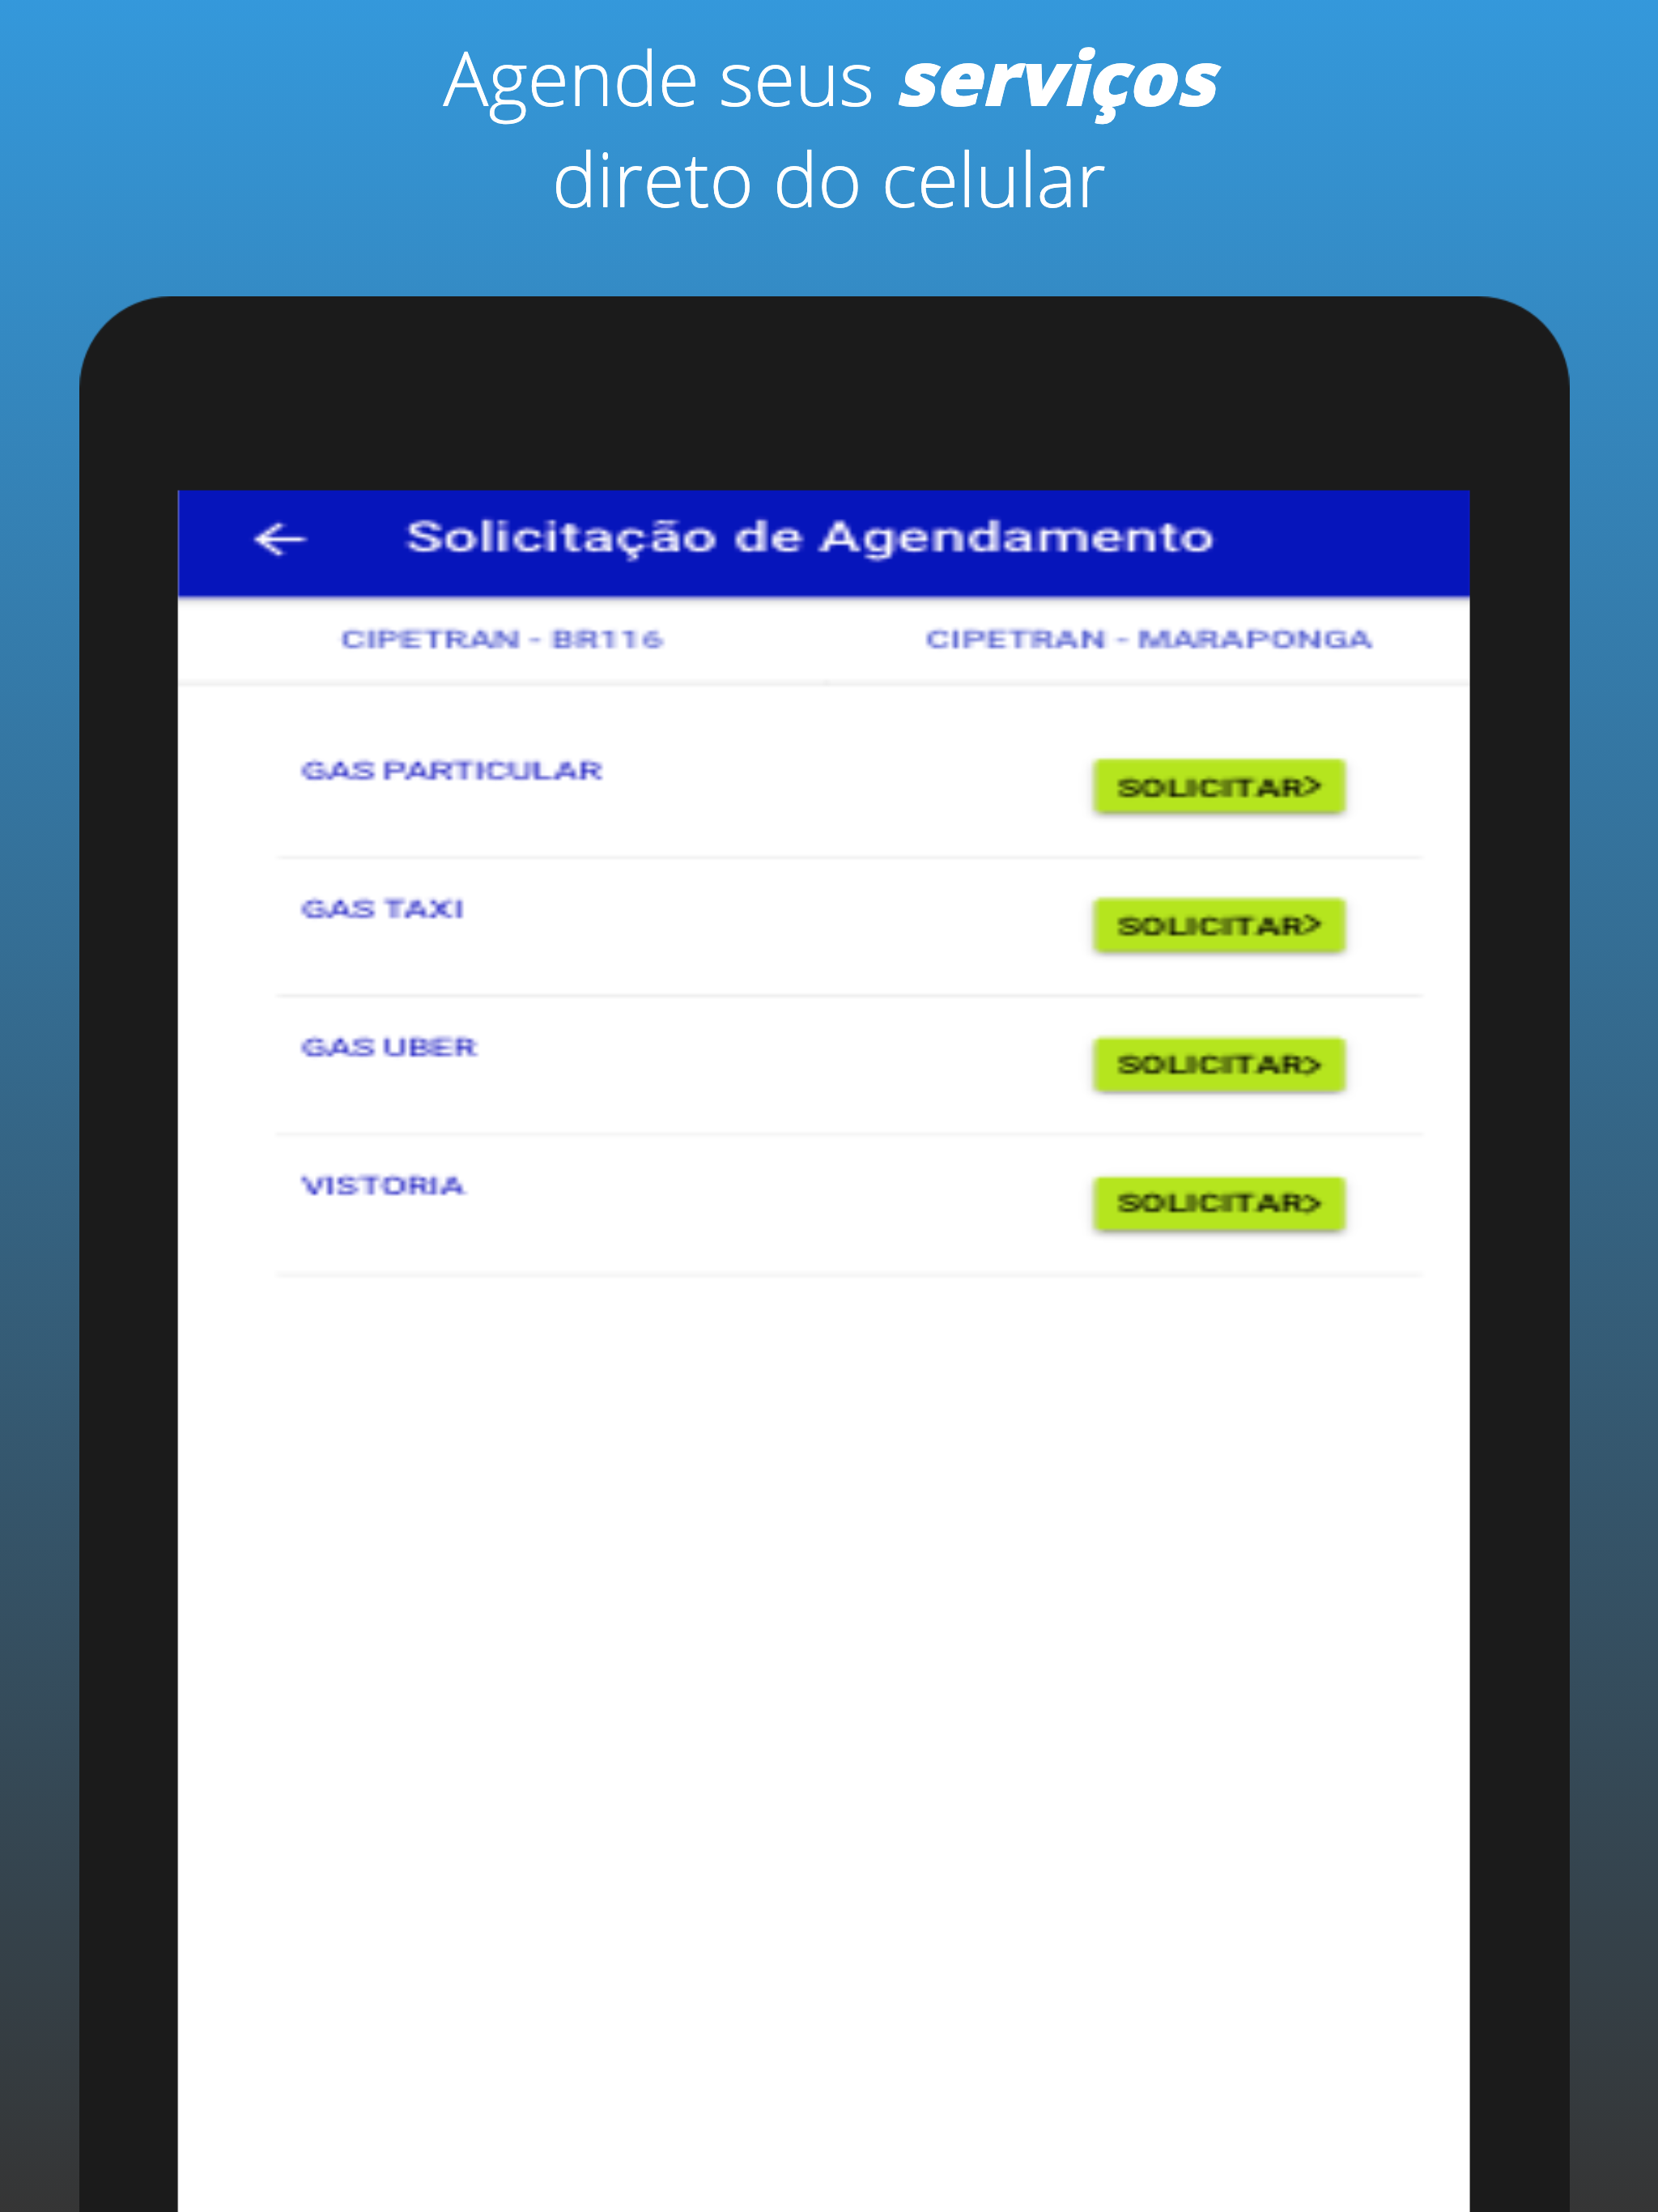 Agende seus serviços
direto do celular
Solicitação de Agendamento
CIPETRAN - BR116 CIPETRAN - MARAPONGA
GAS PARTICULAR SOLICITAR>
GAS TAXI SOLICITAR>
GAS UBER SOLICITAR>
VISTORIA SOLICITAR>